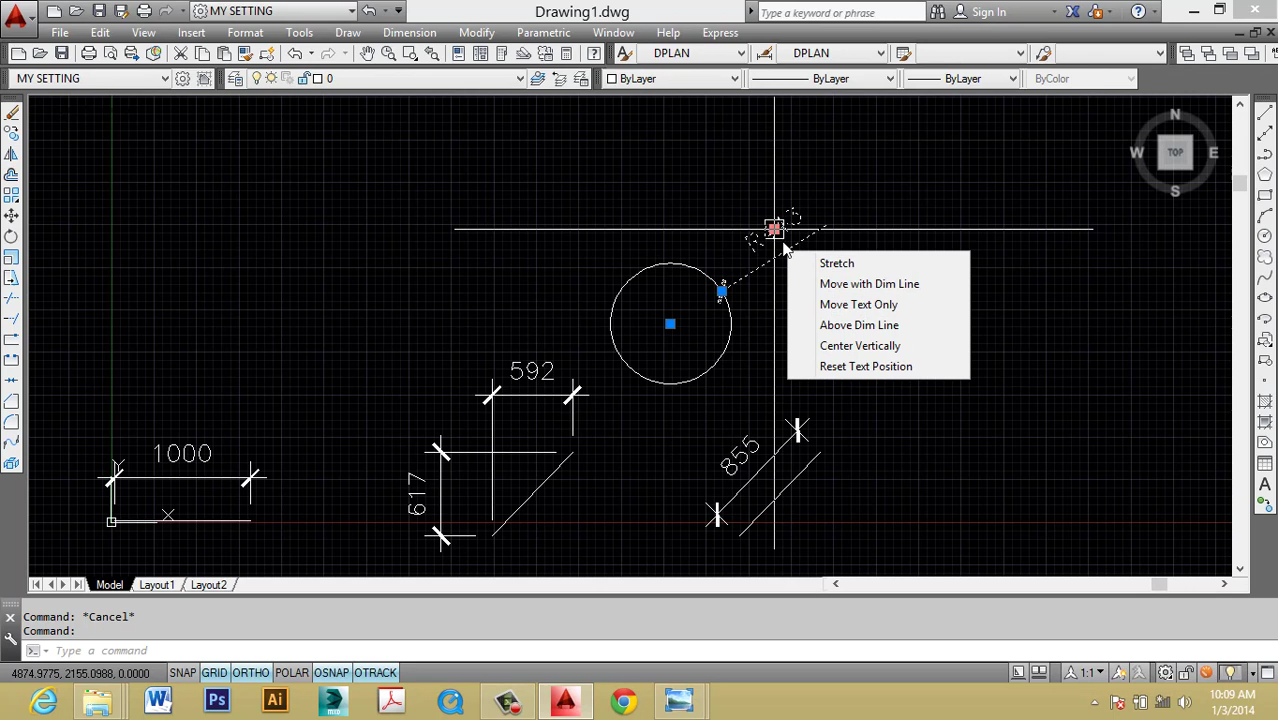 MY SETTING
Drawing1.dwg
Type a keyword or phrase
Sign In
File Edit View Insert Format Tools Draw Dimension Modify Parametric Window Help Express
DPLAN
DPLAN
MY SETTING
0
ByLayer
ByLayer
ByLayer
ByColor
N
W TOP E
S
Stretch
Move with Dim Line
Move Text Only
Above Dim Line
Center Vertically
Reset Text Position
592
1000
617
855
Y
X
Model Layout1 Layout2
Command: *Cancel*
Command:
Type a command
4874.9775, 2155.0988, 0.0000 SNAP GRID ORTHO POLAR OSNAP OTRACK
1:1
10:09 AM
1/3/2014